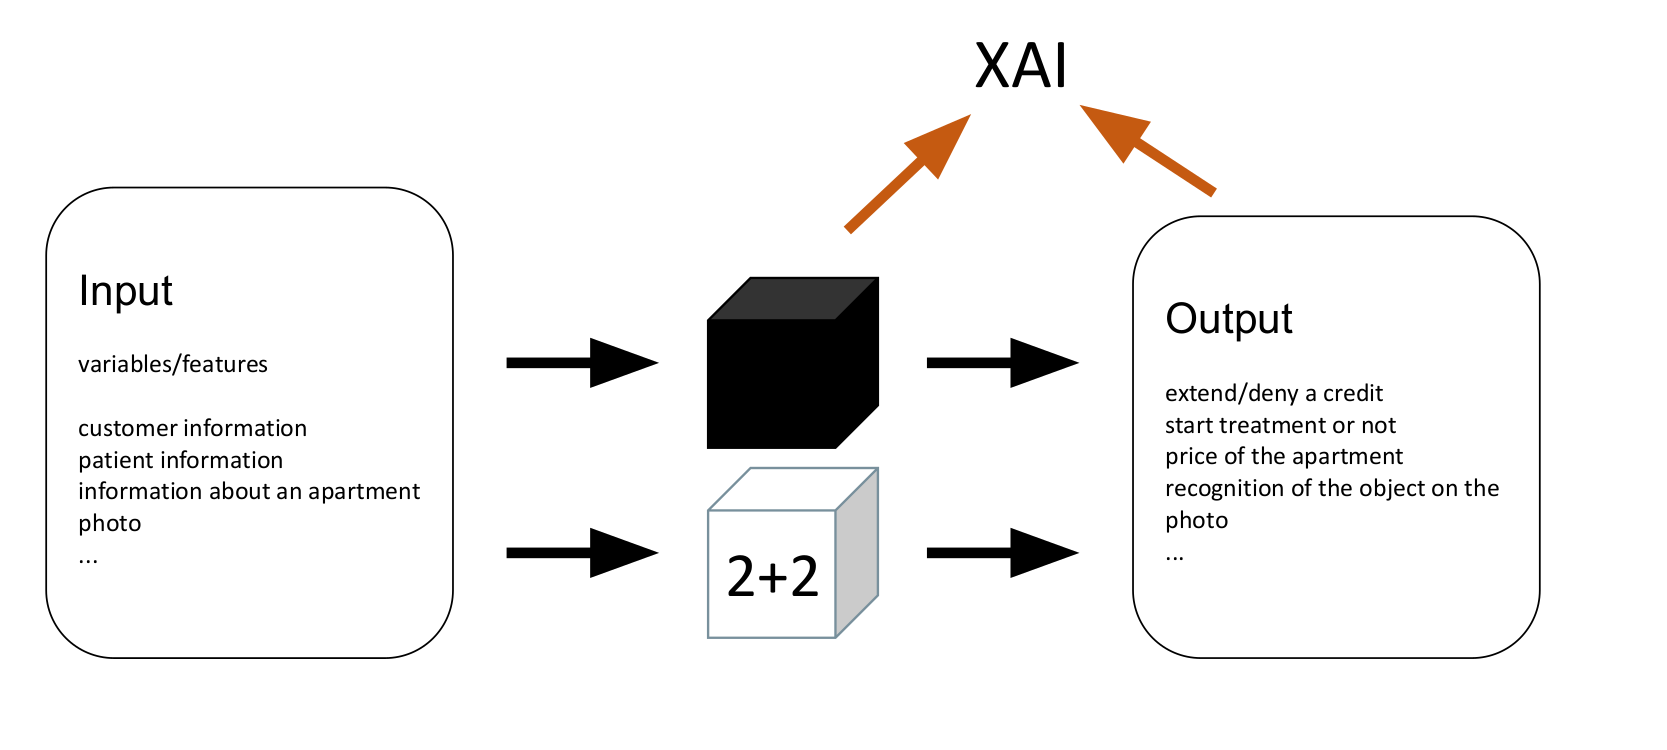 XAI
Input
variables/features
customer information
patient information
information about an apartment
photo
...
2+2
Output
extend/deny a credit
start treatment or not
price of the apartment
recognition of the object on the
photo
...